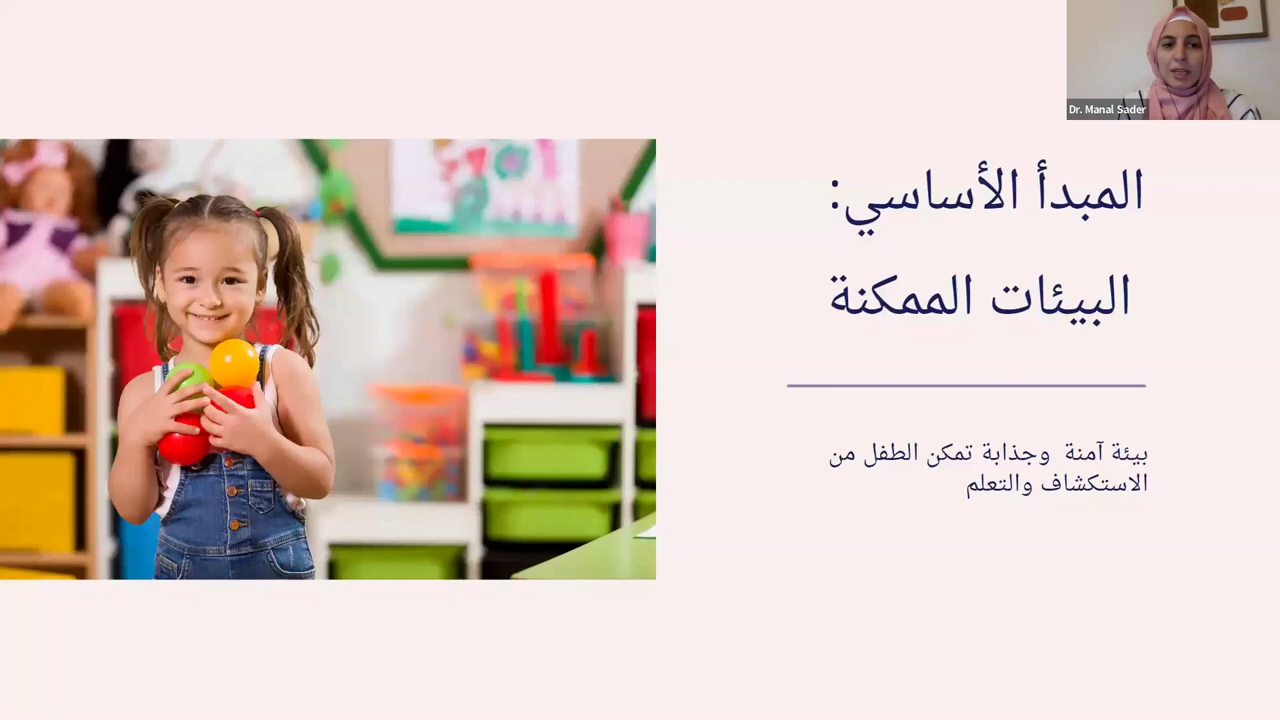 Dr. Manal Sader
المبدأ الأساسي:
البيئات الممكنة
بيئة آمنة وجذابة تمكن الطفل من
الاستكشاف والتعلم